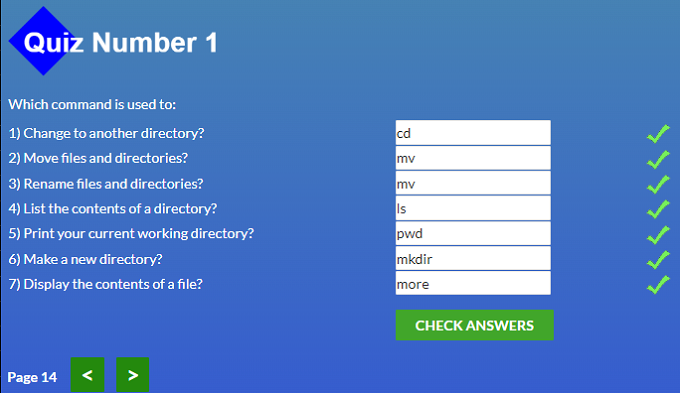 Quiz Number 1
Which command is used to:
1) Change to another directory? cd
2) Move files and directories? mv
3) Rename files and directories? mv
4) List the contents of a directory? ls
5) Print your current working directory? pwd
6) Make a new directory? mkdir
7) Display the contents of a file? more
CHECK ANSWERS
Page 14 < >